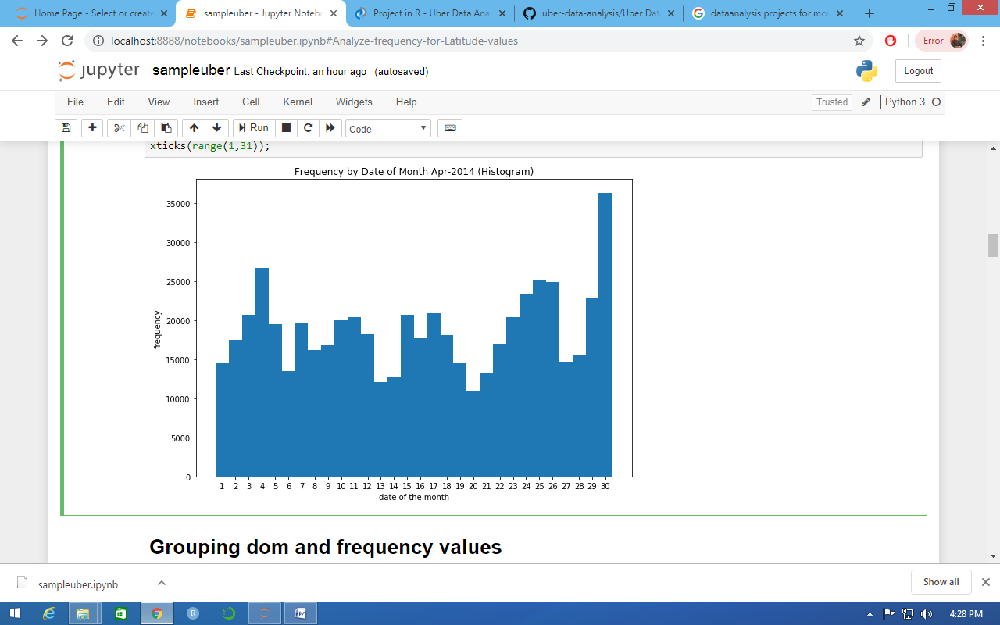 Home Page - Select or create
sampleuber - Jupyter Notebo
Project in R - Uber Data Ana
uber-data-analysis/Uber Dat
dataanalysis projects for mo
localhost:8888/notebooks/sampleuber.ipynb#Analyze-frequency-for-Latitude-values
Error
jupyter
sampleuber Last Checkpoint: an hour ago (autosaved)
Logout
File Edit View Insert Cell Kernel Widgets Help
Trusted
Python 3
Run
Code
xticks(range(1,31));
Frequency by Date of Month Apr-2014 (Histogram)
35000
30000
25000
20000
15000
10000
5000
0
frequency
1 2 3 4 5 6 7 8 9 10 11 12 13 14 15 16 17 18 19 20 21 22 23 24 25 26 27 28 29 30
date of the month
Grouping dom and frequency values
sampleuber.ipynb
Show all
R
W
4:28 PM